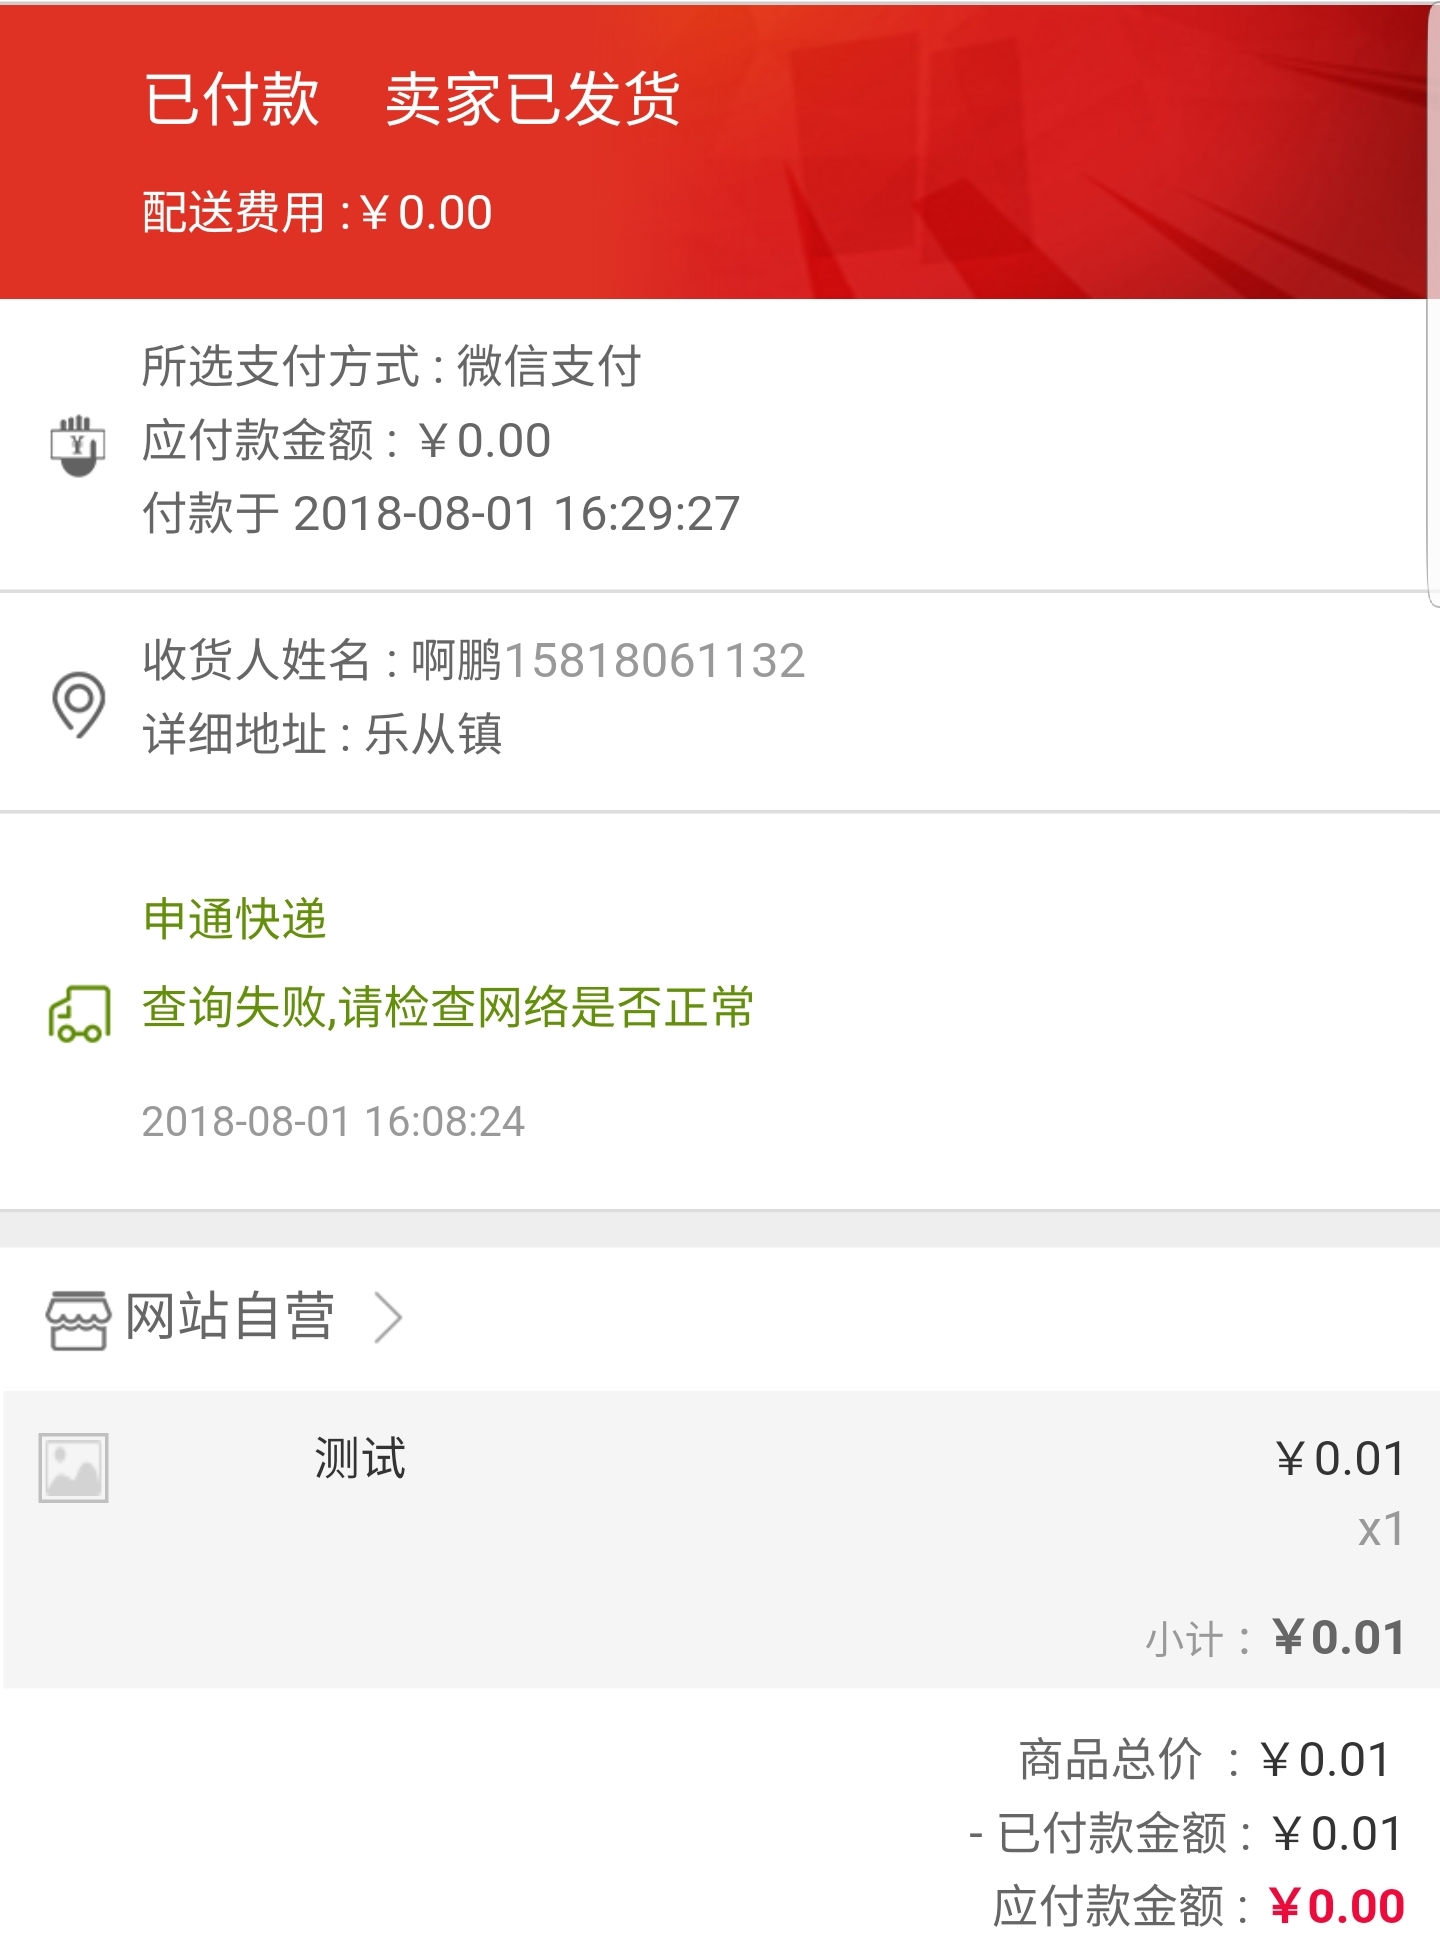 已付款 卖家已发货
配送费用 :￥0.00
所选支付方式 : 微信支付
应付款金额 : ￥0.00
付款于 2018-08-01 16:29:27
收货人姓名 : 啊鹏15818061132
详细地址 : 乐从镇
申通快递
查询失败,请检查网络是否正常
2018-08-01 16:08:24
网站自营
测试 ￥0.01
x1
小计 : ￥0.01
商品总价 : ￥0.01
- 已付款金额 : ￥0.01
应付款金额 : ￥0.00